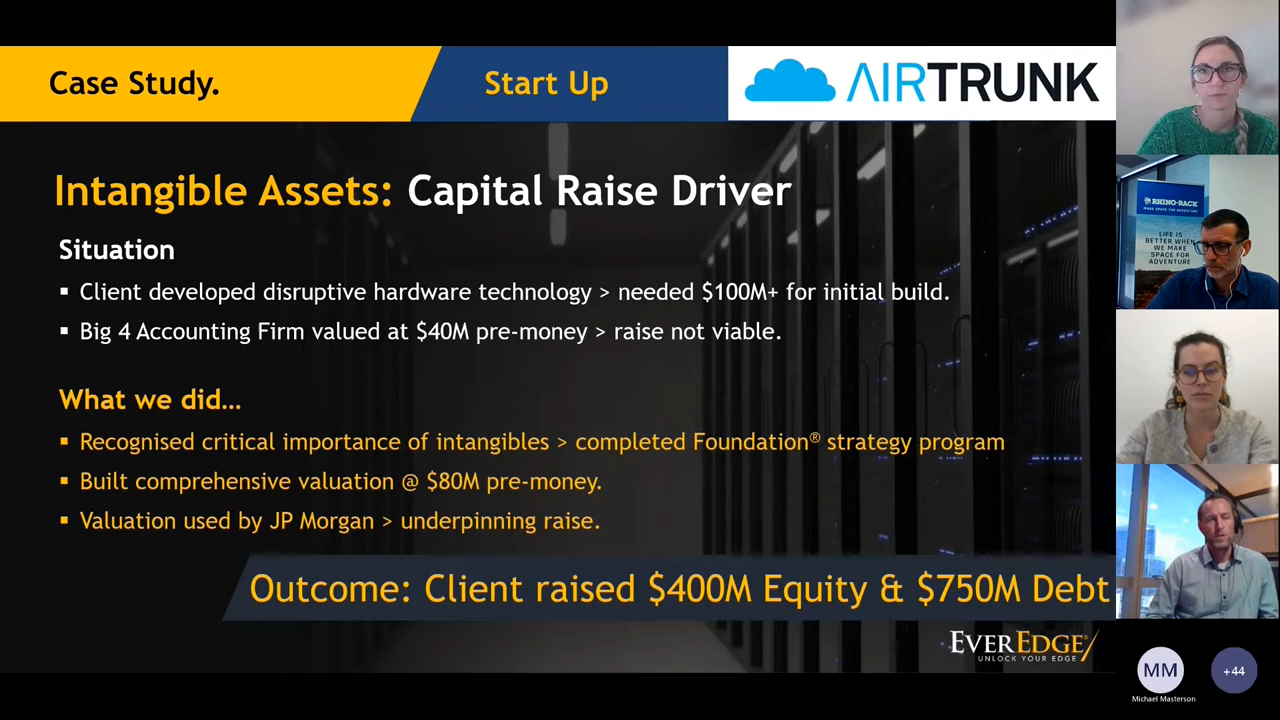 Case Study.
Start Up
AIRTRUNK
Intangible Assets: Capital Raise Driver
Situation
▪ Client developed disruptive hardware technology > needed $100M+ for initial build.
▪ Big 4 Accounting Firm valued at $40M pre-money > raise not viable.
What we did...
▪ Recognised critical importance of intangibles > completed Foundation® strategy program
▪ Built comprehensive valuation @ $80M pre-money.
▪ Valuation used by JP Morgan > underpinning raise.
Outcome: Client raised $400M Equity & $750M Debt
EVEREDGE
UNLOCK YOUR EDGE
RHINO-RACK
MAKE SPACE FOR ADVENTURE
LIFE IS
BETTER WHEN
WE MAKE
SPACE FOR
ADVENTURE
MM
Michael Masterson
+44